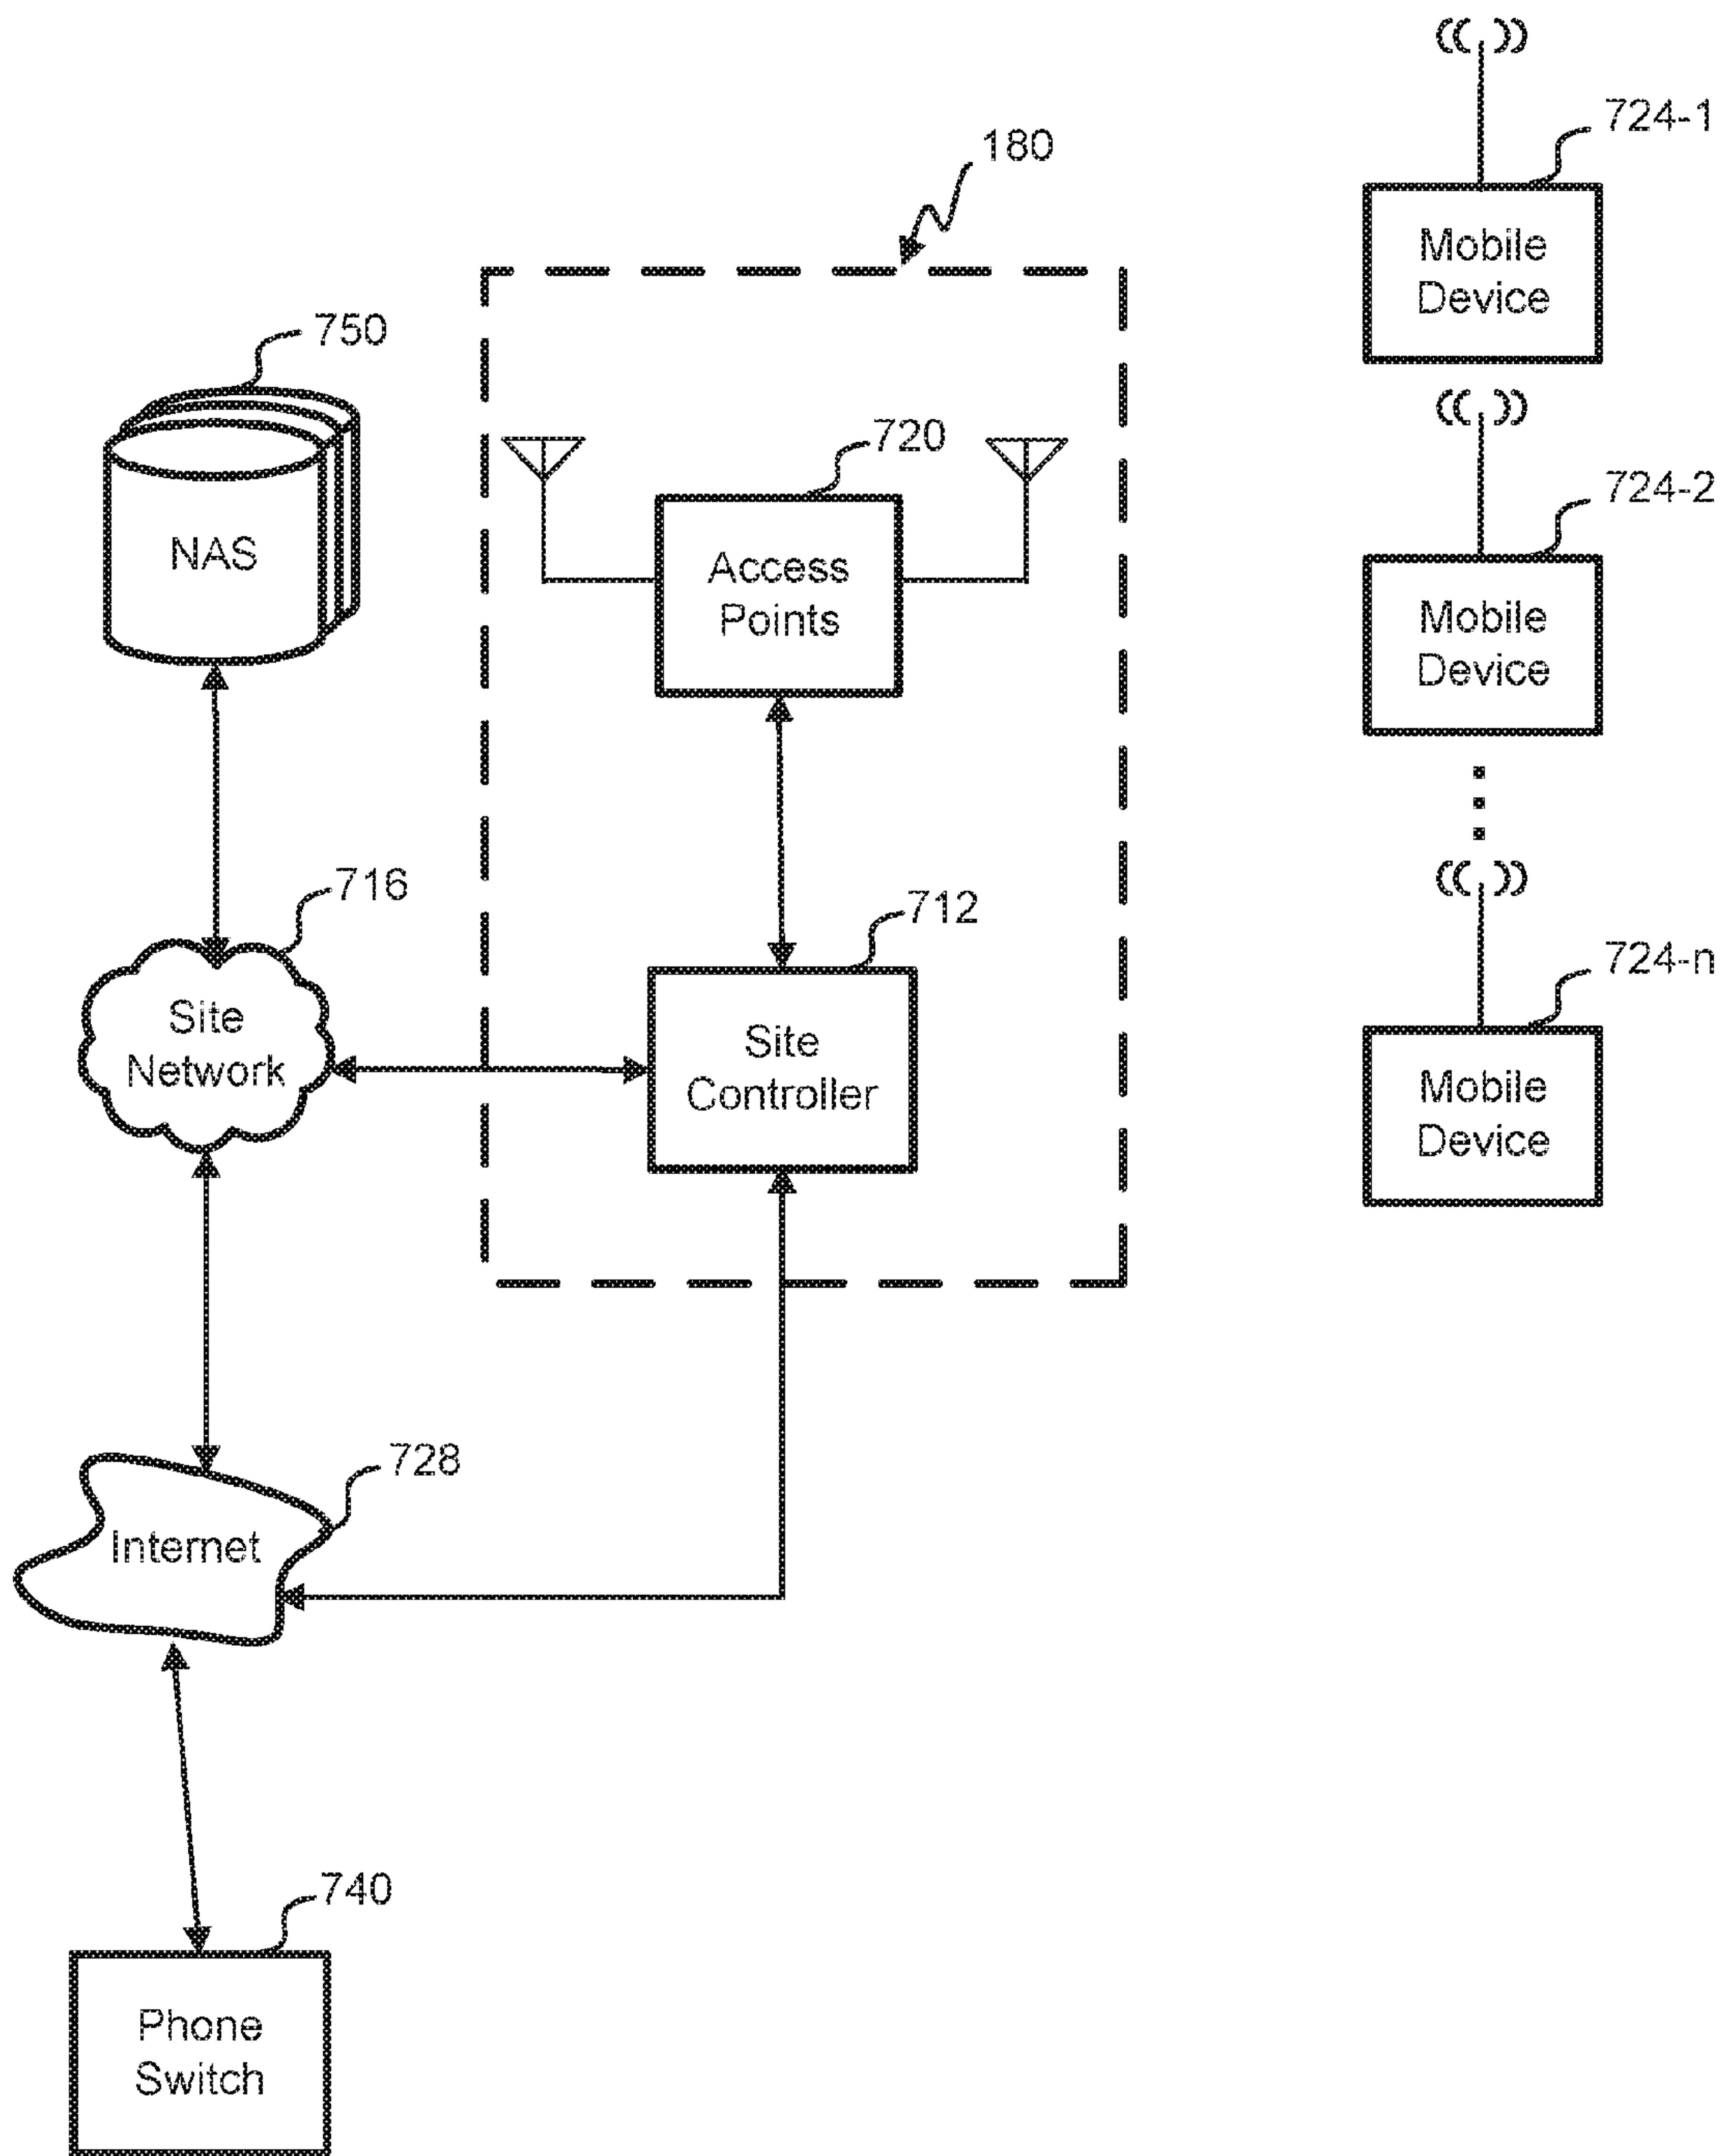 724-1
Mobile
Device
180
750
NAS
720
Access
Points
724-2
Mobile
Device
716
Site
Network
712
Site
Controller
724-n
Mobile
Device
728
Internet
740
Phone
Switch